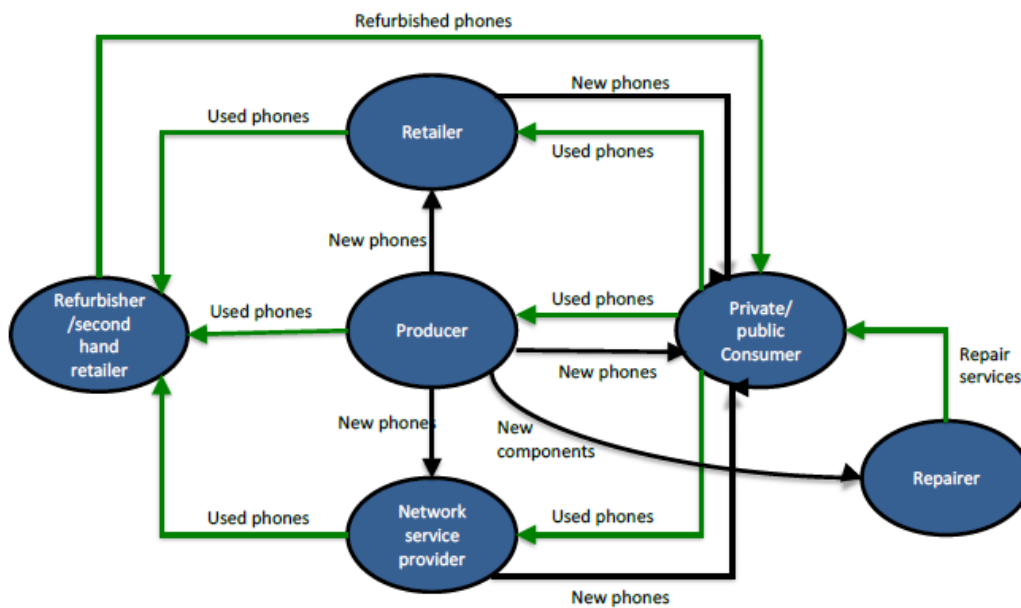 Refurbished phones
New phones
Used phones
Retailer
Used phones
New phones
Refurbisher
/second
hand
retailer
Used phones
Producer
Used phones
Private/
public
Consumer
New phones
Repair
services
New phones
New
components
Repairer
Used phones
Network
service
provider
Used phones
New phones